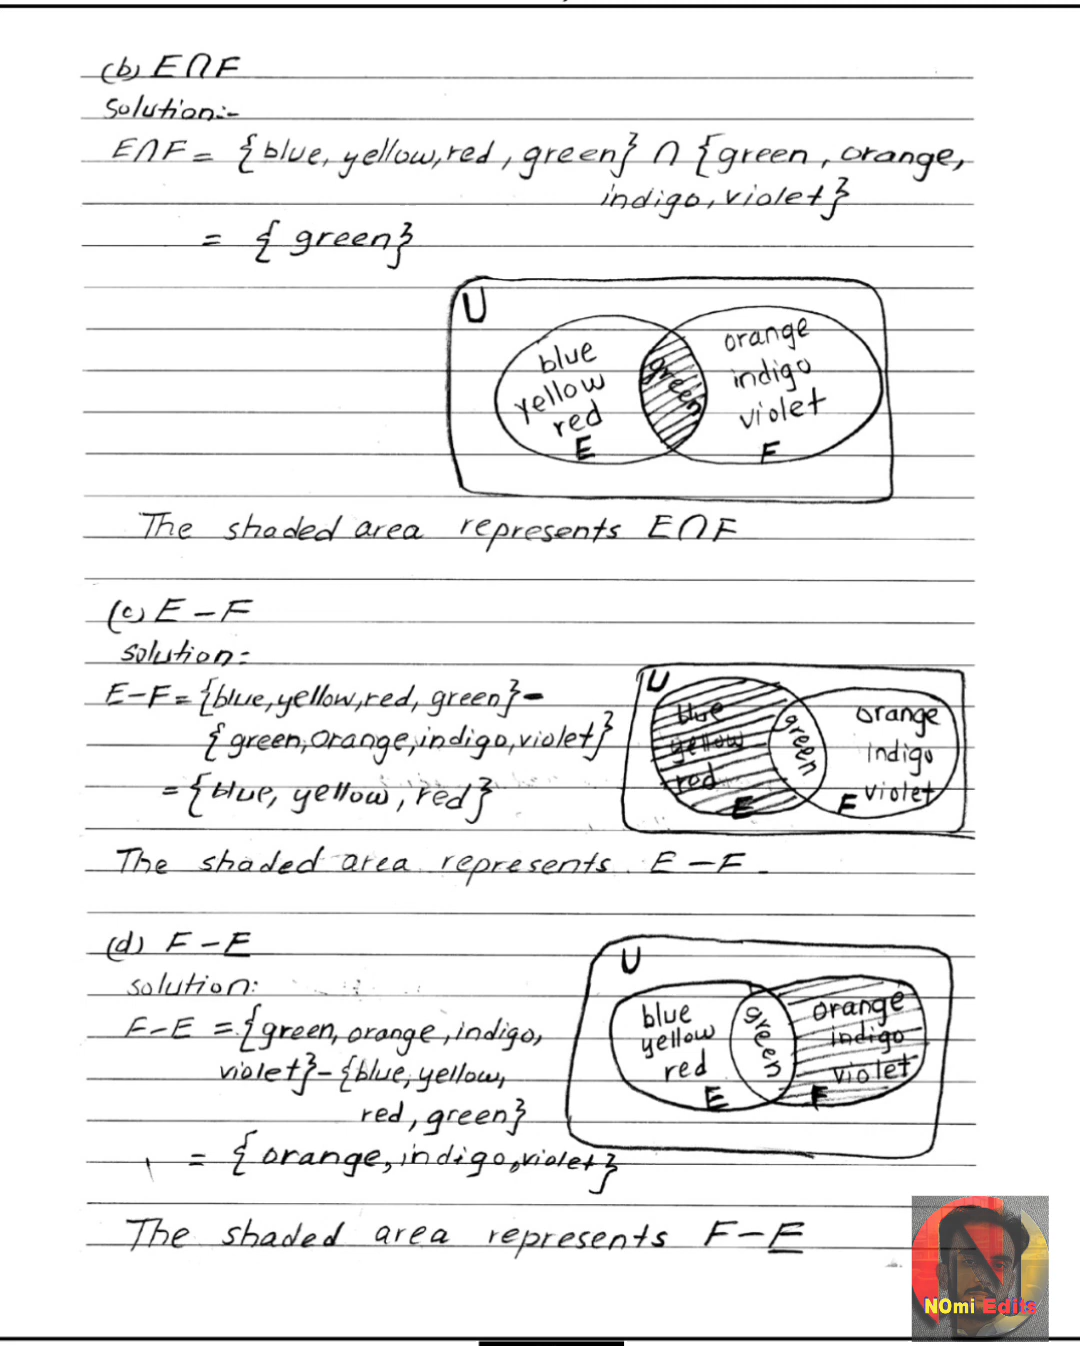 (b) E∩F
Solution:-
E∩F = {blue, yellow, red, green} ∩ {green, orange,
indigo, violet}
= {green}
U
blue
yellow
red
E
green
orange
indigo
violet
F
The shaded area represents E∩F
(c) E-F
solution:
E-F = {blue, yellow, red, green}-
{green, orange, indigo, violet}
= {blue, yellow, red}
U
blue
yellow
red
E
green
orange
indigo
violet
F
The shaded area represents E-F.
(d) F-E
solution:
F-E = {green, orange, indigo,
violet}-{blue, yellow,
red, green}
= {orange, indigo, violet}
U
blue
yellow
red
E
green
orange
indigo
violet
F
The shaded area represents F-E
NOmi Edits